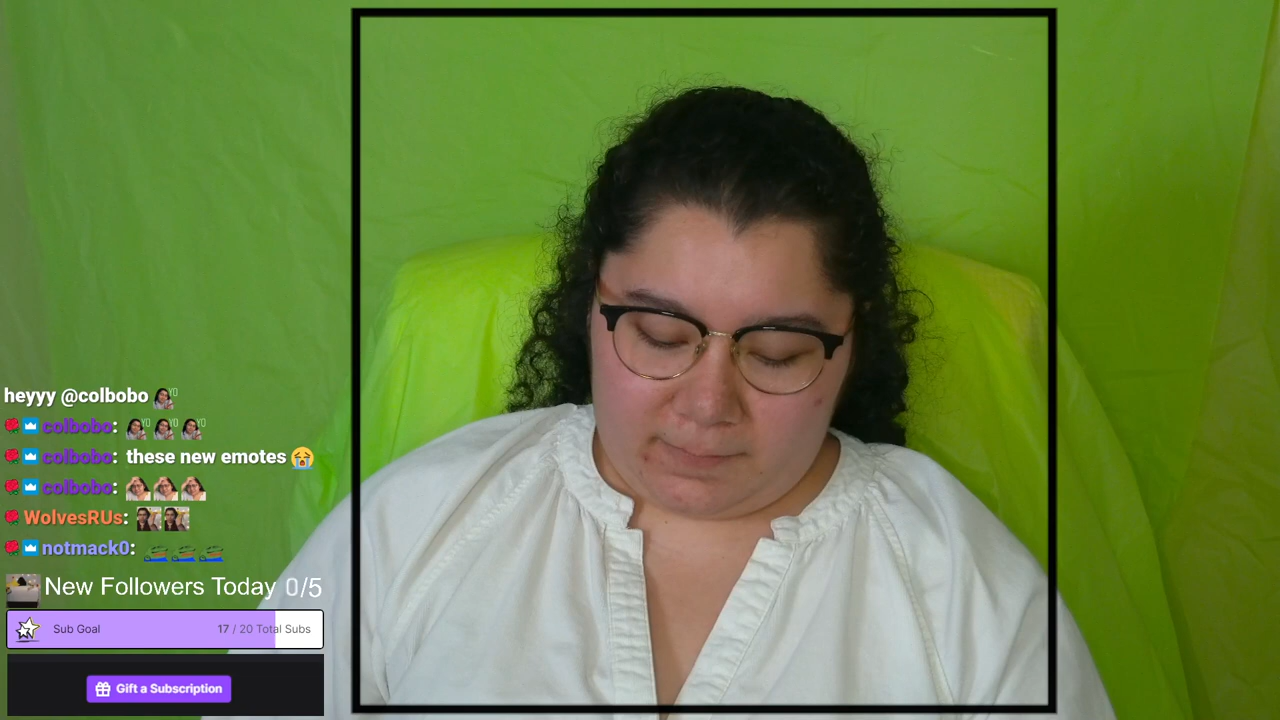 heyyy @colbobo
colbobo:
colbobo: these new emotes
colbobo:
WolvesRUs:
notmack0:
New Followers Today 0/5
Sub Goal 17 / 20 Total Subs
Gift a Subscription